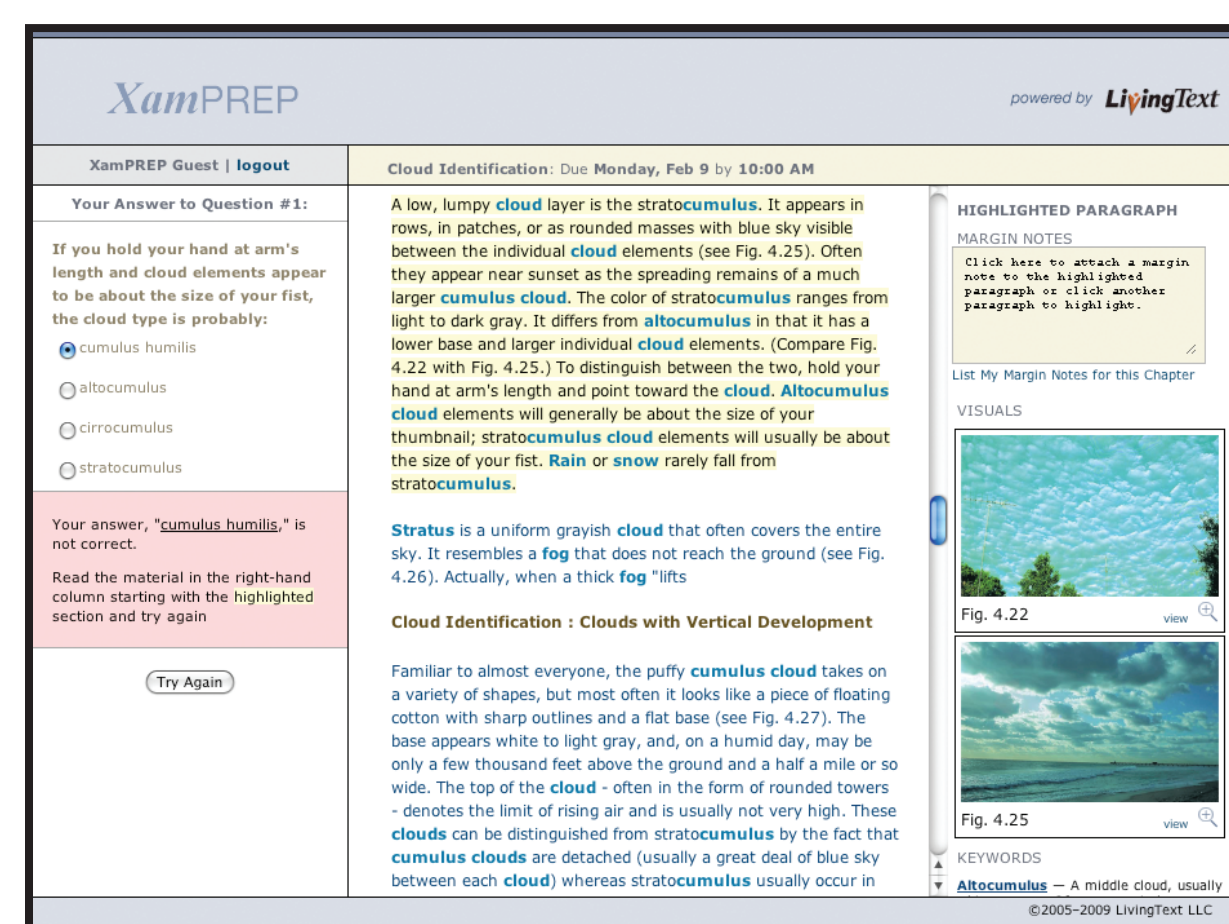 XamPREP
powered by LivingText
XamPREP Guest | logout
Cloud Identification: Due Monday, Feb 9 by 10:00 AM
Your Answer to Question #1:
If you hold your hand at arm's
length and cloud elements appear
to be about the size of your fist,
the cloud type is probably:
cumulus humilis
altocumulus
cirrocumulus
stratocumulus
Your answer, "cumulus humilis," is
not correct.
Read the material in the right-hand
column starting with the highlighted
section and try again
Try Again
A low, lumpy cloud layer is the stratocumulus. It appears in
rows, in patches, or as rounded masses with blue sky visible
between the individual cloud elements (see Fig. 4.25). Often
they appear near sunset as the spreading remains of a much
larger cumulus cloud. The color of stratocumulus ranges from
light to dark gray. It differs from altocumulus in that it has a
lower base and larger individual cloud elements. (Compare Fig.
4.22 with Fig. 4.25.) To distinguish between the two, hold your
hand at arm's length and point toward the cloud. Altocumulus
cloud elements will generally be about the size of your
thumbnail; stratocumulus cloud elements will usually be about
the size of your fist. Rain or snow rarely fall from
stratocumulus.
Stratus is a uniform grayish cloud that often covers the entire
sky. It resembles a fog that does not reach the ground (see Fig.
4.26). Actually, when a thick fog "lifts
Cloud Identification : Clouds with Vertical Development
Familiar to almost everyone, the puffy cumulus cloud takes on
a variety of shapes, but most often it looks like a piece of floating
cotton with sharp outlines and a flat base (see Fig. 4.27). The
base appears white to light gray, and, on a humid day, may be
only a few thousand feet above the ground and a half a mile or so
wide. The top of the cloud - often in the form of rounded towers
- denotes the limit of rising air and is usually not very high. These
clouds can be distinguished from stratocumulus by the fact that
cumulus clouds are detached (usually a great deal of blue sky
between each cloud) whereas stratocumulus usually occur in
HIGHLIGHTED PARAGRAPH
MARGIN NOTES
Click here to attach a margin
note to the highlighted
paragraph or click another
paragraph to highlight.
List My Margin Notes for this Chapter
VISUALS
Fig. 4.22
view
Fig. 4.25
view
KEYWORDS
Altocumulus — A middle cloud, usually
©2005–2009 LivingText LLC